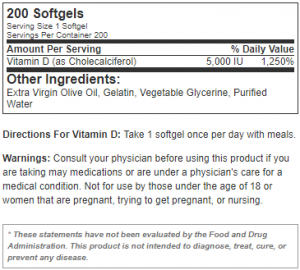 200 Softgels
Serving Size 1 Softgel
Servings Per Container 200
Amount Per Serving % Daily Value
Vitamin D (as Cholecalciferol) 5,000 IU 1,250%
Other Ingredients:
Extra Virgin Olive Oil, Gelatin, Vegetable Glycerine, Purified
Water
Directions For Vitamin D: Take 1 softgel once per day with meals.
Warnings: Consult your physician before using this product if you
are taking may medications or are under a physician's care for a
medical condition. Not for use by those under the age of 18 or
women that are pregnant, trying to get pregnant, or nursing.
* These statements have not been evaluated by the Food and Drug
Administration. This product is not intended to diagnose, treat, cure, or
prevent any disease.